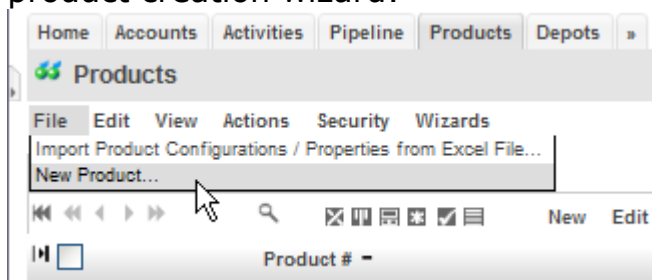 product creation wizard.
Home Accounts Activities Pipeline Products Depots »
Products
File Edit View Actions Security Wizards
Import Product Configurations / Properties from Excel File...
New Product...
New Edit
Product #